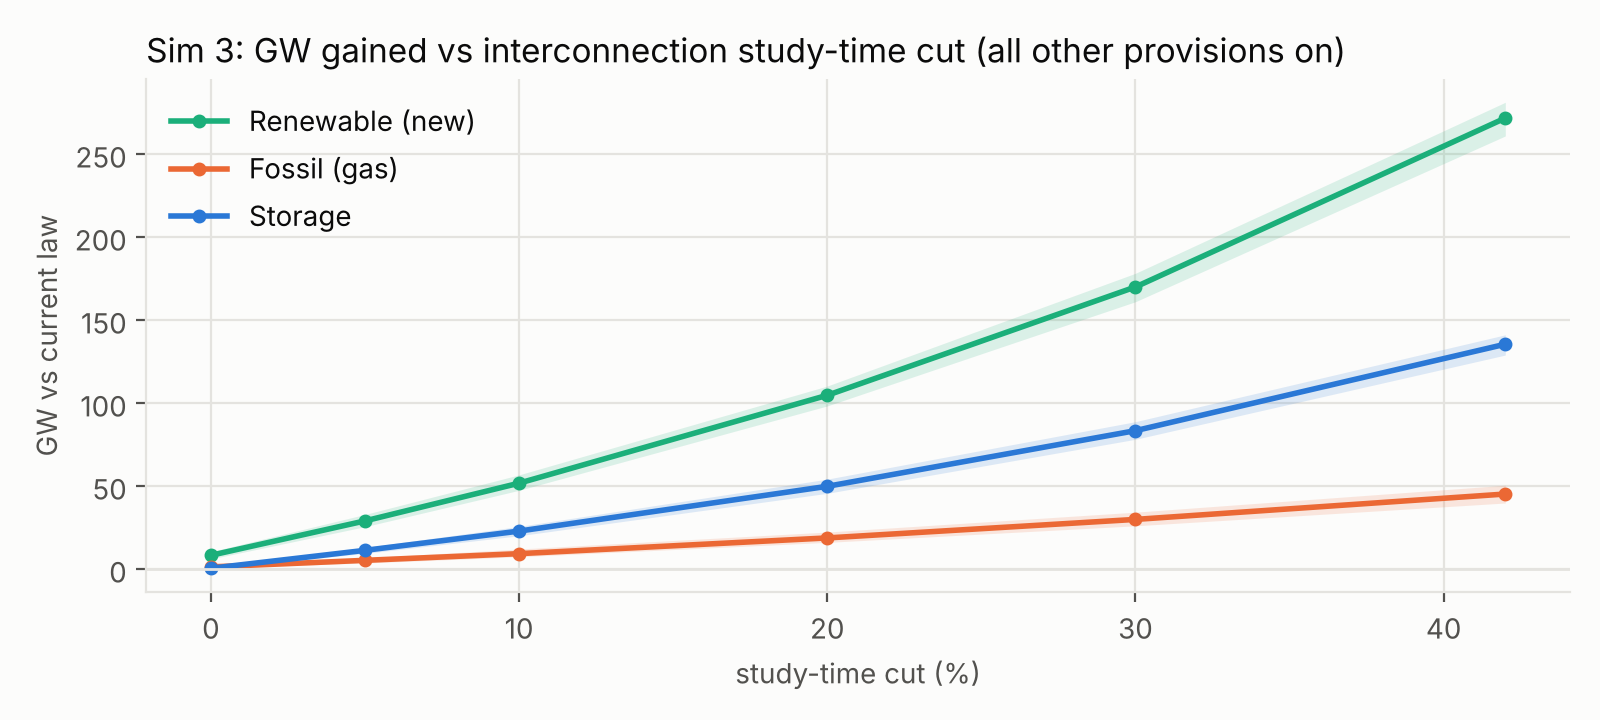 Sim 3: GW gained vs interconnection study-time cut (all other provisions on)
Renewable (new)
Fossil (gas)
Storage
GW vs current law
250
200
150
100
50
0
0 10 20 30 40
study-time cut (%)